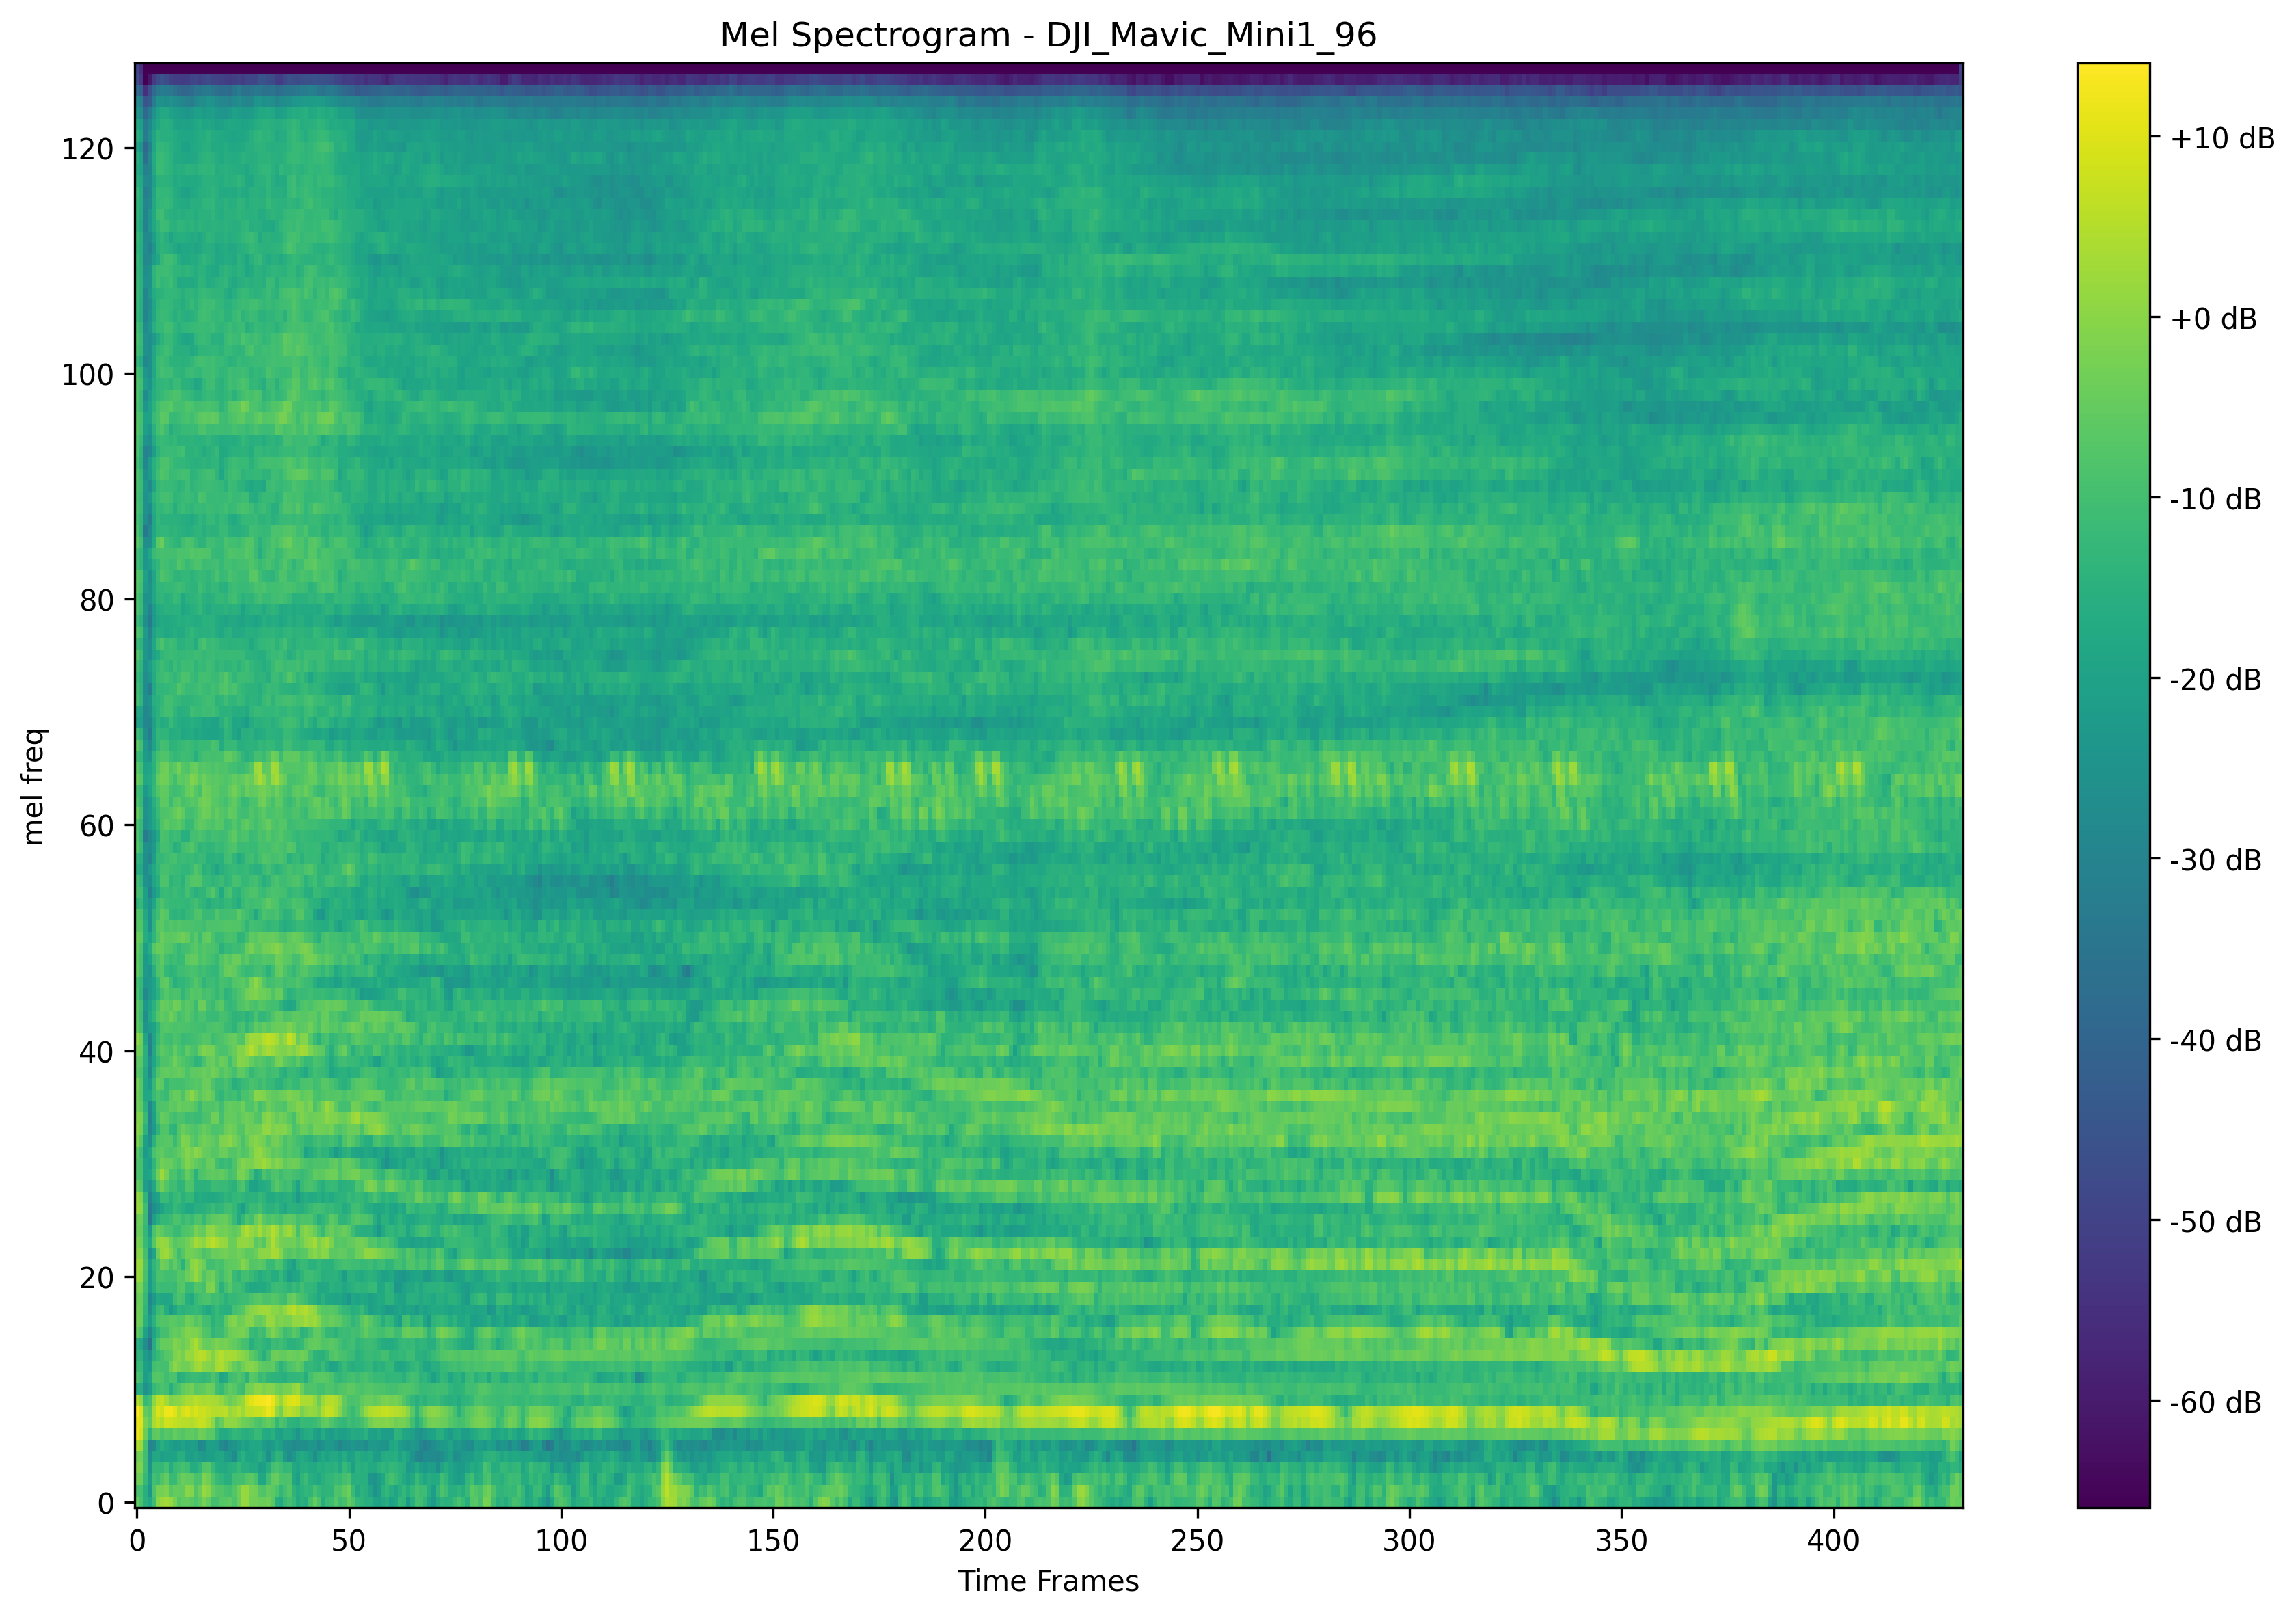 Mel Spectrogram - DJI_Mavic_Mini1_96
mel freq
120
100
80
60
40
20
0
0 50 100 150 200 250 300 350 400
Time Frames
+10 dB
+0 dB
-10 dB
-20 dB
-30 dB
-40 dB
-50 dB
-60 dB